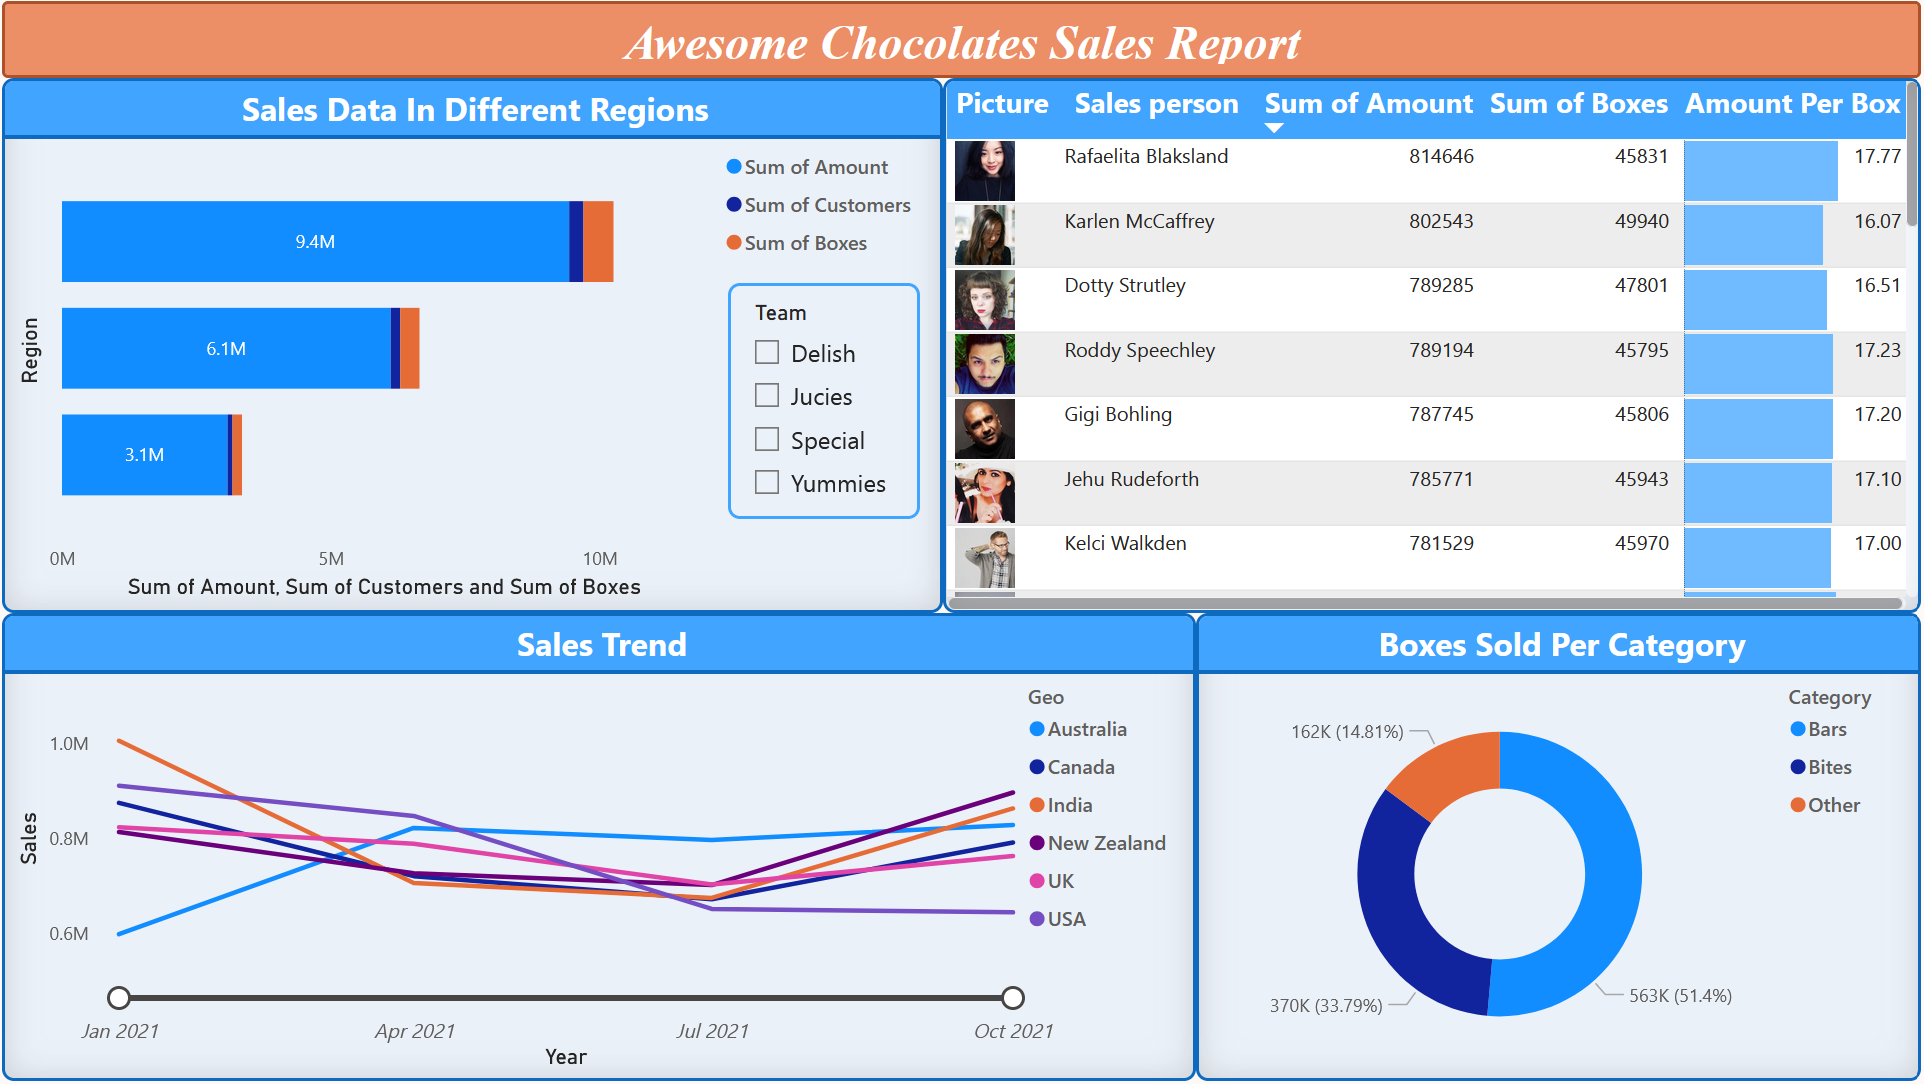 Awesome Chocolates Sales Report
Sales Data In Different Regions
Sum of Amount
Sum of Customers
Sum of Boxes
Region
9.4M
6.1M
3.1M
0M 5M 10M
Sum of Amount, Sum of Customers and Sum of Boxes
Team
Delish
Jucies
Special
Yummies
Picture Sales person Sum of Amount Sum of Boxes Amount Per Box
Rafaelita Blaksland 814646 45831 17.77
Karlen McCaffrey 802543 49940 16.07
Dotty Strutley 789285 47801 16.51
Roddy Speechley 789194 45795 17.23
Gigi Bohling 787745 45806 17.20
Jehu Rudeforth 785771 45943 17.10
Kelci Walkden 781529 45970 17.00
Sales Trend
Sales
1.0M
0.8M
0.6M
Jan 2021 Apr 2021 Jul 2021 Oct 2021
Year
Geo
Australia
Canada
India
New Zealand
UK
USA
Boxes Sold Per Category
162K (14.81%)
370K (33.79%)
563K (51.4%)
Category
Bars
Bites
Other